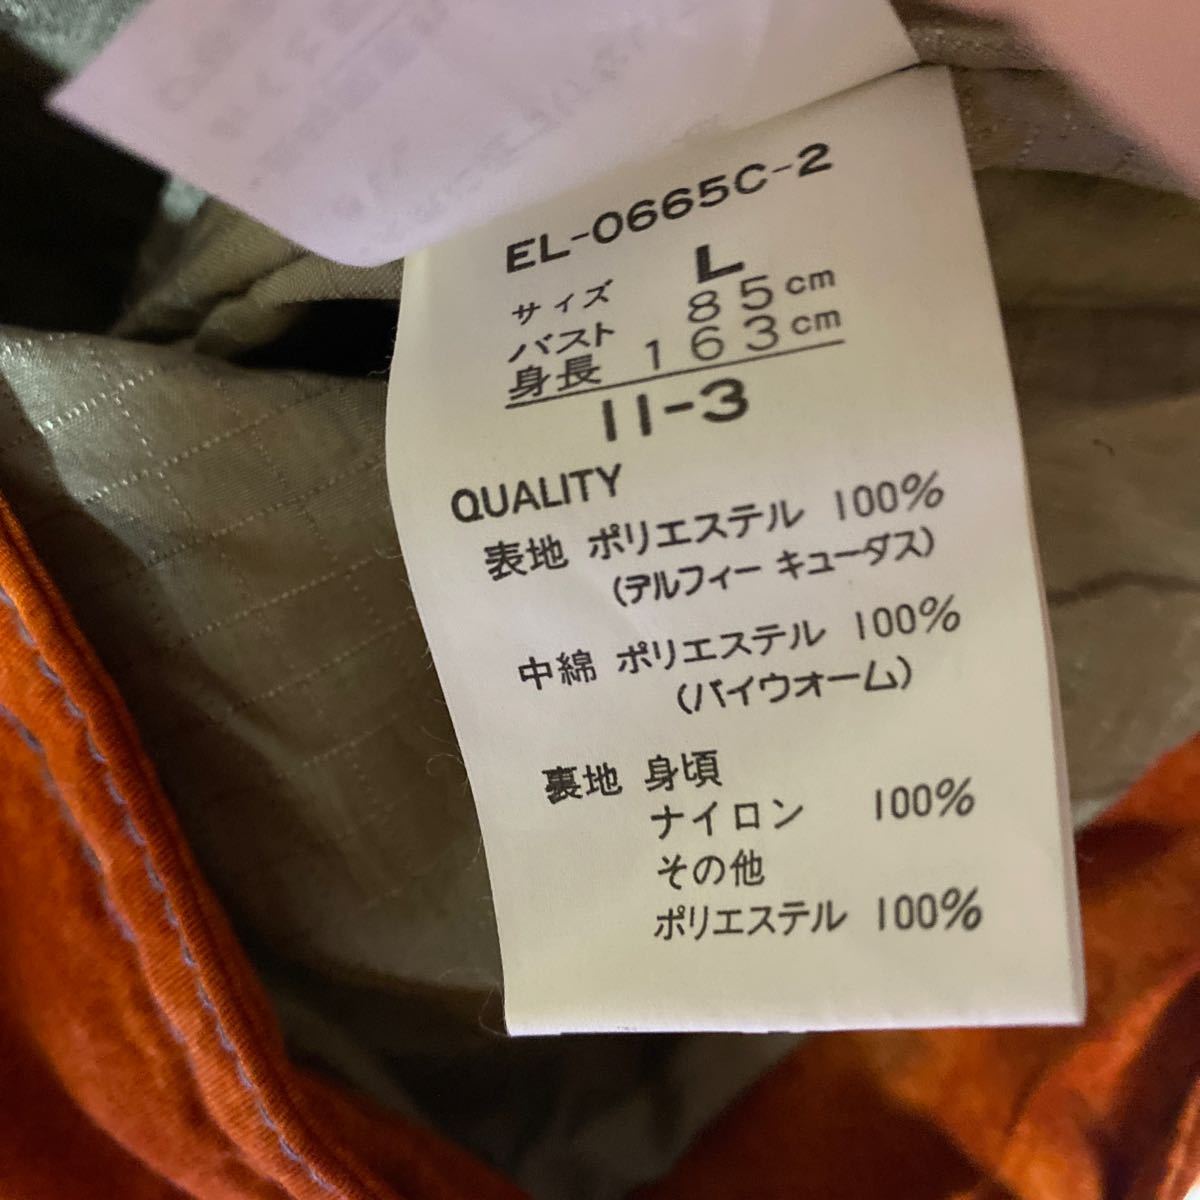 EL-0665C-2
サイズ L
バスト 85cm
身長 163cm
11-3
QUALITY
表地 ポリエステル 100%
(デルフィー キューダス)
中綿 ポリエステル 100%
(バイウォーム)
裏地 身頃
ナイロン 100%
その他
ポリエステル 100%